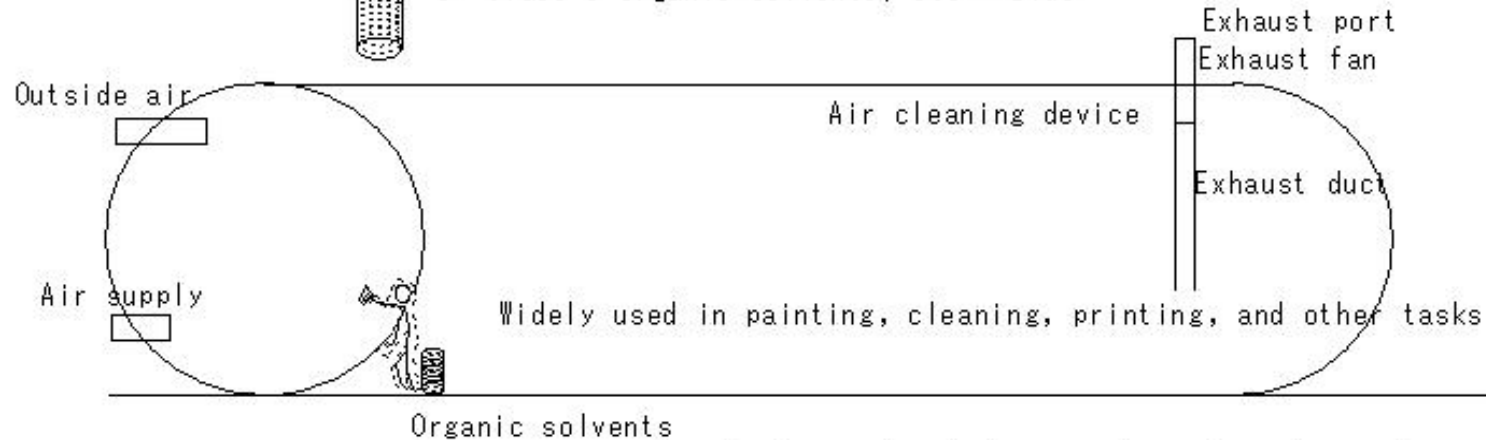 Exhaust port
Exhaust fan
Outside air
Air cleaning device
Exhaust duct
Air supply
Widely used in painting, cleaning, printing, and other tasks
Organic solvents